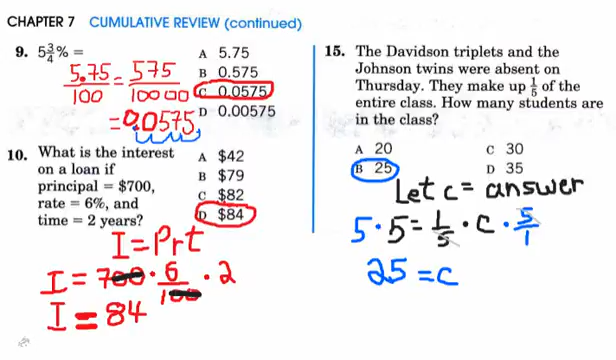 CHAPTER 7 CUMULATIVE REVIEW (continued)
9. 5¾% =
A 5.75
B 0.575
C 0.0575
D 0.00575
5.75/100 = 575/10000
= 0.0575
10. What is the interest
on a loan if
principal = $700,
rate = 6%, and
time = 2 years?
A $42
B $79
C $82
D $84
I = Prt
I = 700 · 6/100 · 2
I = 84
15. The Davidson triplets and the
Johnson twins were absent on
Thursday. They make up 1/5 of the
entire class. How many students are
in the class?
A 20
B 25
C 30
D 35
Let c = answer
5 · 5 = 1/5 · c · 5/1
25 = c